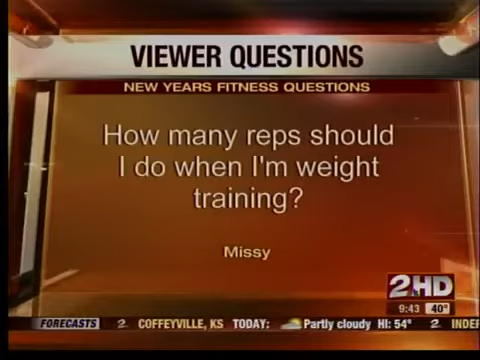 VIEWER QUESTIONS
NEW YEARS FITNESS QUESTIONS
How many reps should
I do when I'm weight
training?
Missy
2HD
9:43 40°
FORECASTS 2 COFFEYVILLE, KS TODAY: Partly cloudy HI: 54° 2 INDEP